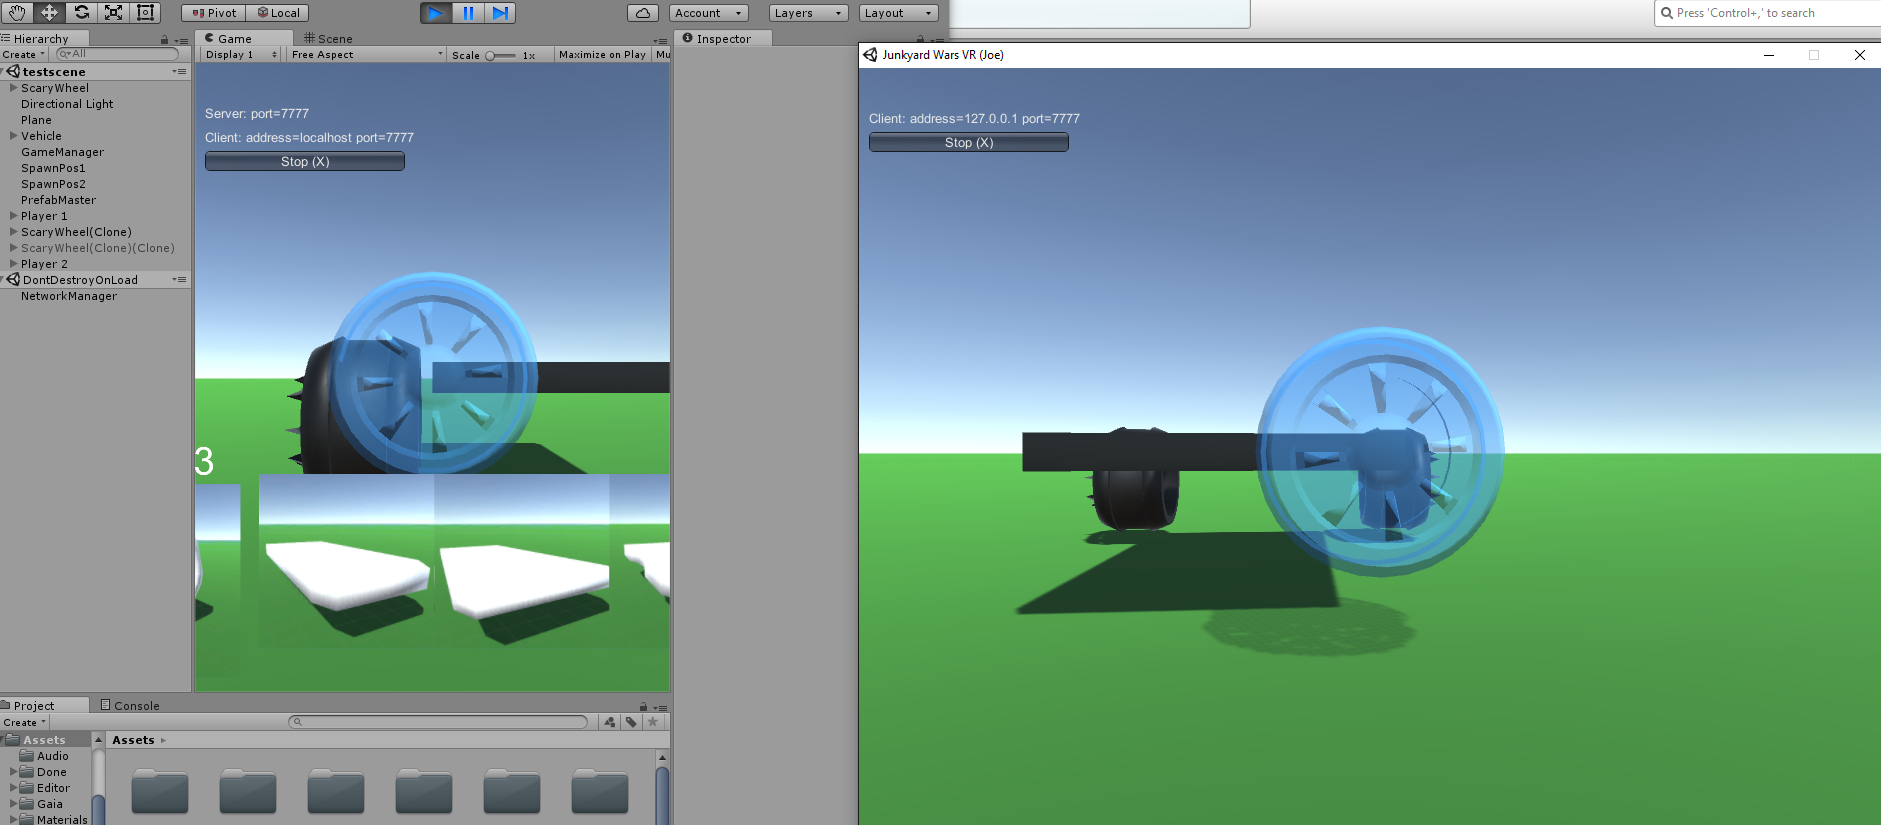 Pivot Local Account Layers Layout
Press 'Control+,' to search
Hierarchy
Create All
testscene
ScaryWheel
Directional Light
Plane
Vehicle
GameManager
SpawnPos1
SpawnPos2
PrefabMaster
Player 1
ScaryWheel(Clone)
ScaryWheel(Clone)(Clone)
Player 2
DontDestroyOnLoad
NetworkManager
Game Scene
Display 1 Free Aspect Scale 1x Maximize on Play Mu
Server: port=7777
Client: address=localhost port=7777
Stop (X)
3
Inspector
Junkyard Wars VR (Joe)
Client: address=127.0.0.1 port=7777
Stop (X)
Project Console
Create
Assets
Audio
Done
Editor
Gaia
Materials
Assets